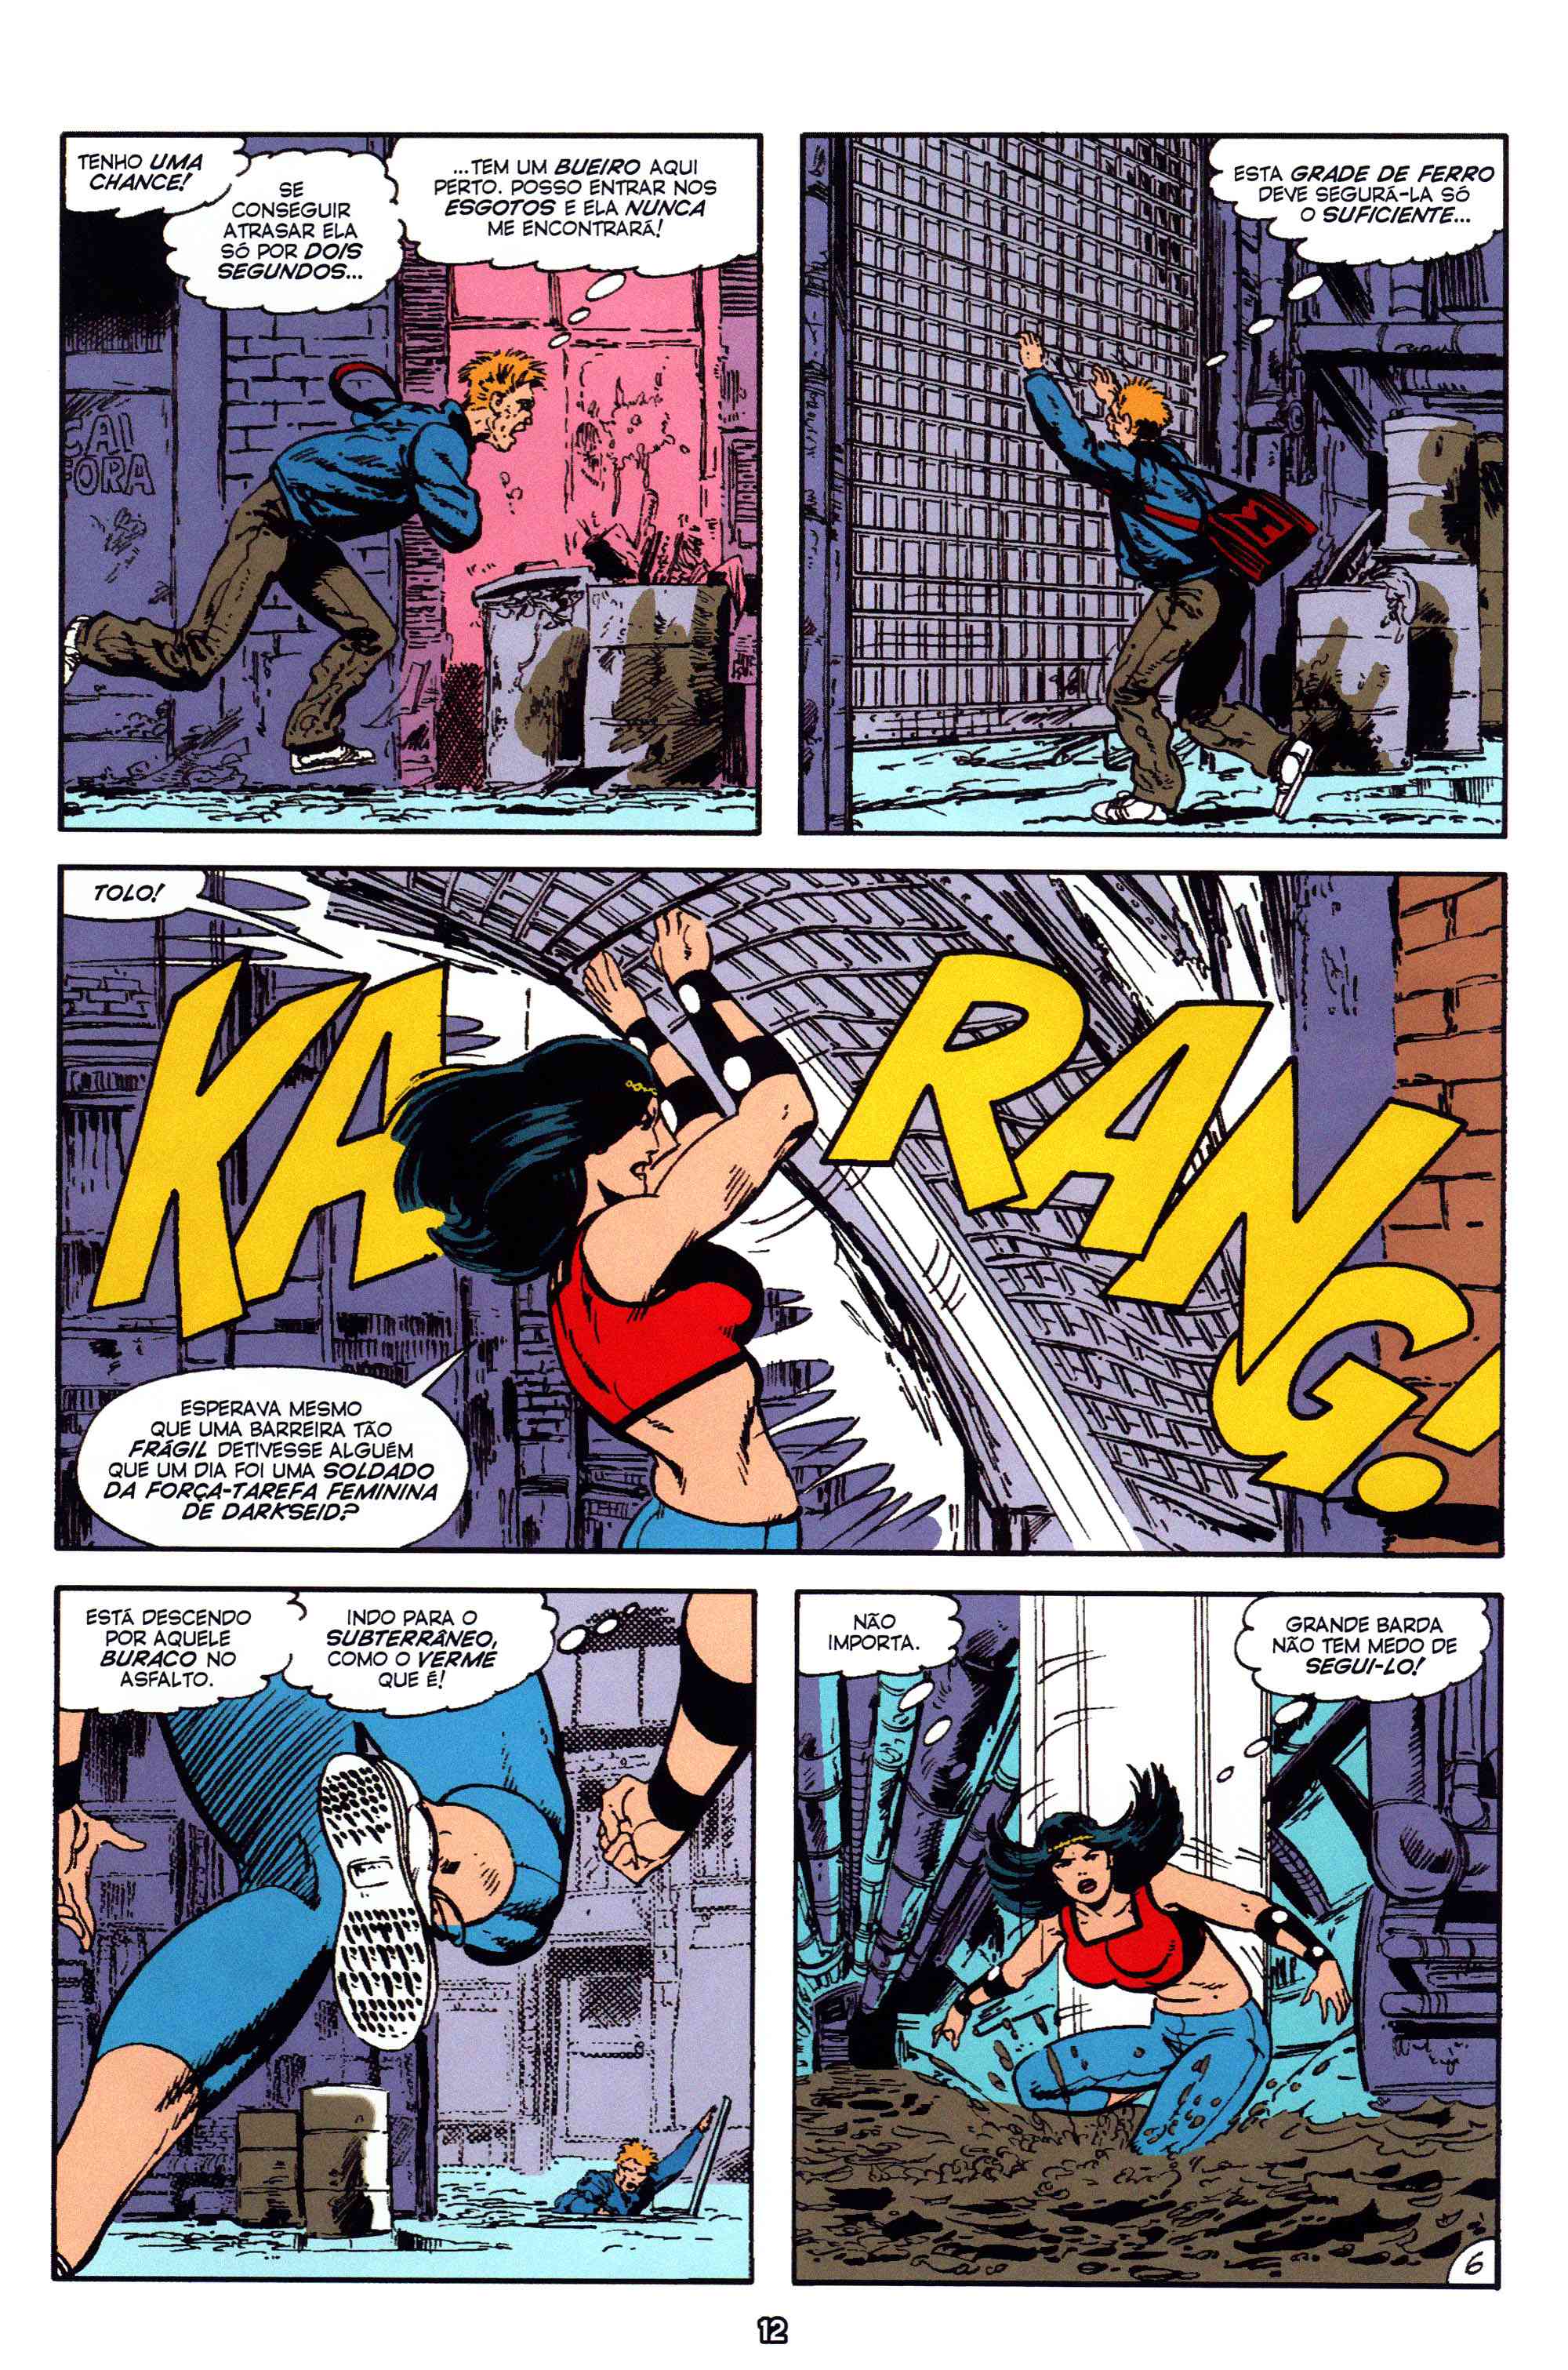 TENHO UMA
CHANCE!
SE
CONSEGUIR
ATRASAR ELA
SÓ POR DOIS
SEGUNDOS...
...TEM UM BUEIRO AQUI
PERTO. POSSO ENTRAR NOS
ESGOTOS E ELA NUNCA
ME ENCONTRARÁ!
CAI
FORA
ESTA GRADE DE FERRO
DEVE SEGURÁ-LA SÓ
O SUFICIENTE...
TOLO!
KA
RANG!
ESPERAVA MESMO
QUE UMA BARREIRA TÃO
FRÁGIL DETIVESSE ALGUÉM
QUE UM DIA FOI UMA SOLDADO
DA FORÇA-TAREFA FEMININA
DE DARKSEID?
ESTÁ DESCENDO
POR AQUELE
BURACO NO
ASFALTO.
INDO PARA O
SUBTERRÂNEO,
COMO O VERME
QUE É!
NÃO
IMPORTA.
GRANDE BARDA
NÃO TEM MEDO DE
SEGUI-LO!
6
12